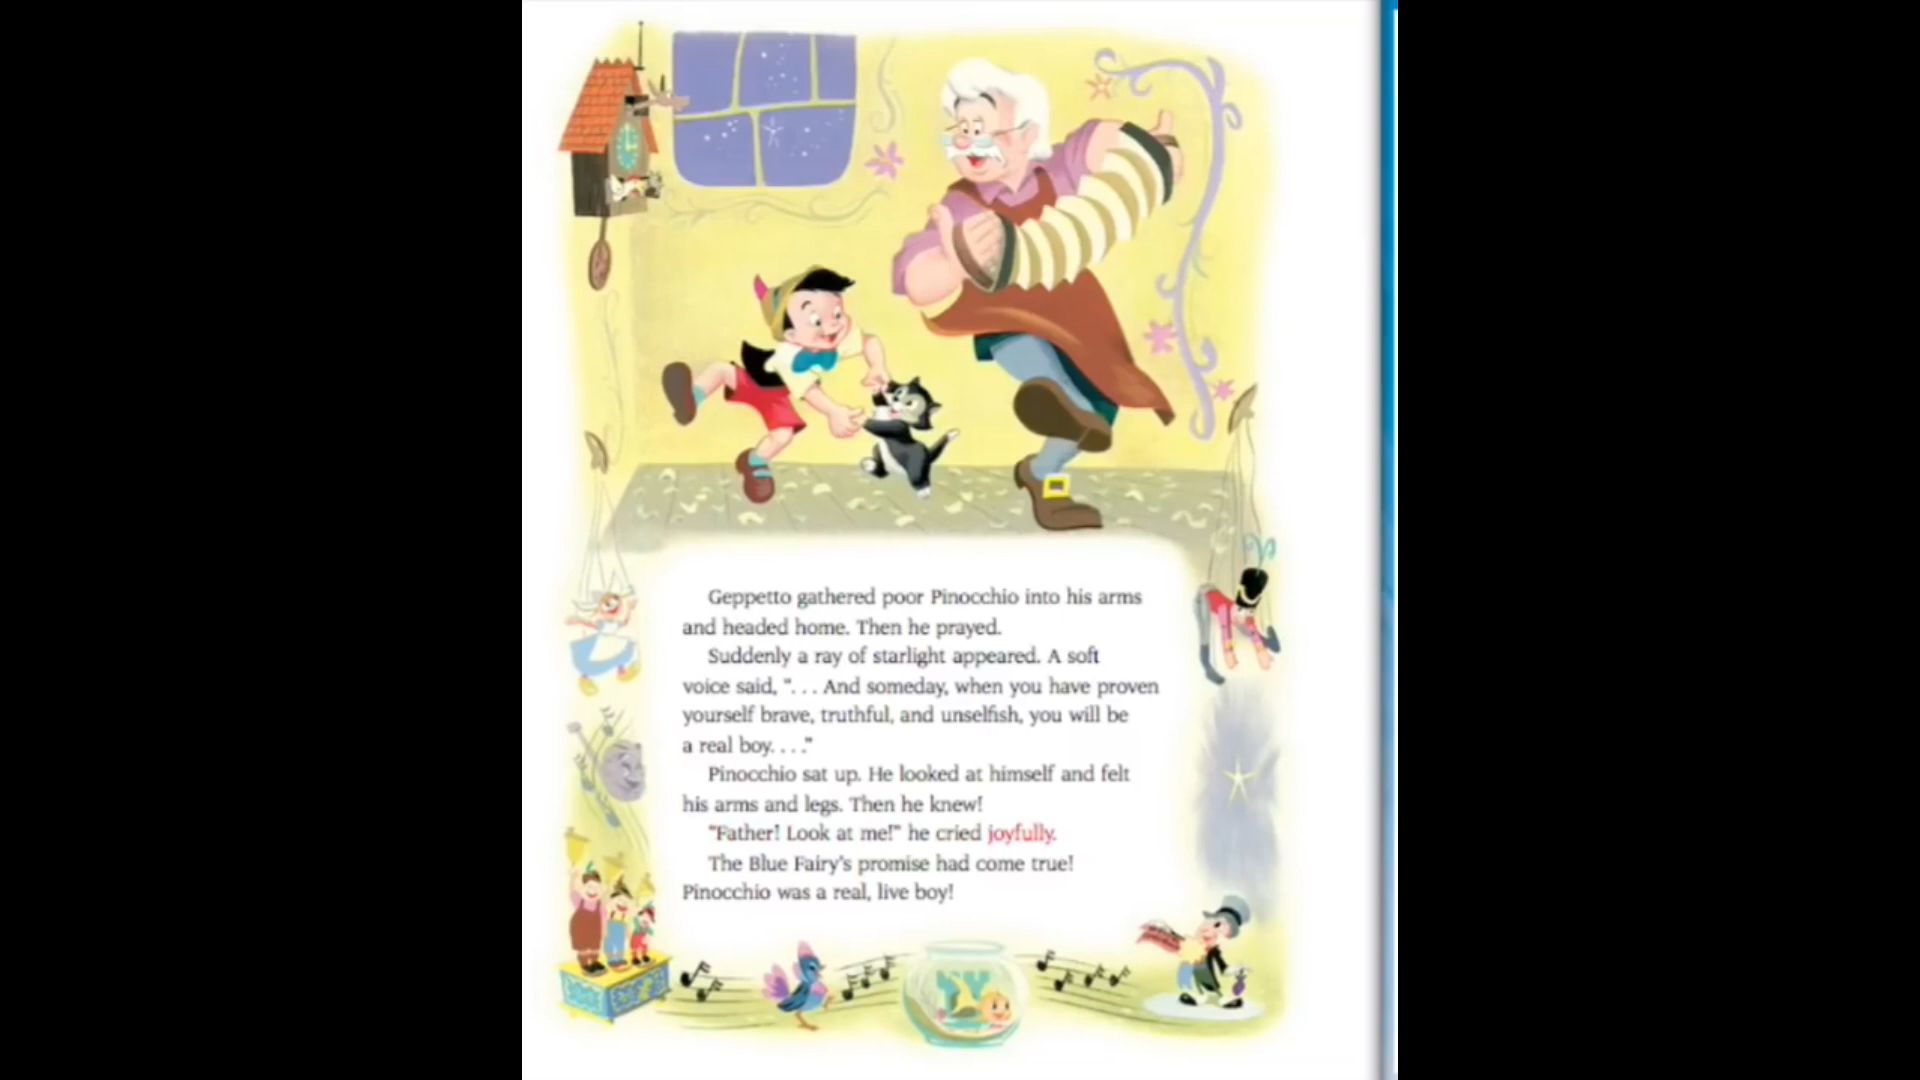 Geppetto gathered poor Pinocchio into his arms
and headed home. Then he prayed.
Suddenly a ray of starlight appeared. A soft
voice said, ". . . And someday, when you have proven
yourself brave, truthful, and unselfish, you will be
a real boy. . . ."
Pinocchio sat up. He looked at himself and felt
his arms and legs. Then he knew!
"Father! Look at me!" he cried joyfully.
The Blue Fairy's promise had come true!
Pinocchio was a real, live boy!